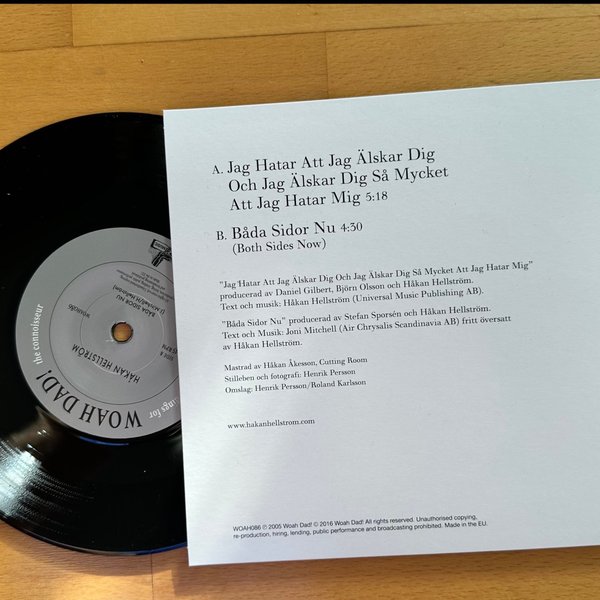 A. Jag Hatar Att Jag Älskar Dig
Och Jag Älskar Dig Så Mycket
Att Jag Hatar Mig 5:18
B. Båda Sidor Nu 4:30
(Both Sides Now)
"Jag Hatar Att Jag Älskar Dig Och Jag Älskar Dig Så Mycket Att Jag Hatar Mig"
producerad av Daniel Gilbert, Björn Olsson och Håkan Hellström.
Text och musik: Håkan Hellström (Universal Music Publishing AB).
"Båda Sidor Nu" producerad av Stefan Sporsén och Håkan Hellström.
Text och Musik: Joni Mitchell (Air Chrysalis Scandinavia AB) fritt översatt
av Håkan Hellström.
Mastrad av Håkan Åkesson, Cutting Room
Stilleben och fotografi: Henrik Persson
Omslag: Henrik Persson/Roland Karlsson
www.hakanhellstrom.com
WOAH086 ℗ 2005 Woah Dad! © 2016 Woah Dad! All rights reserved. Unauthorised copying,
re-production, hiring, lending, public performance and broadcasting prohibited. Made in the EU.
WOAH DAD!
the connoisseur
HÅKAN HELLSTRÖM
BÅDA SIDOR NU
WOAH086